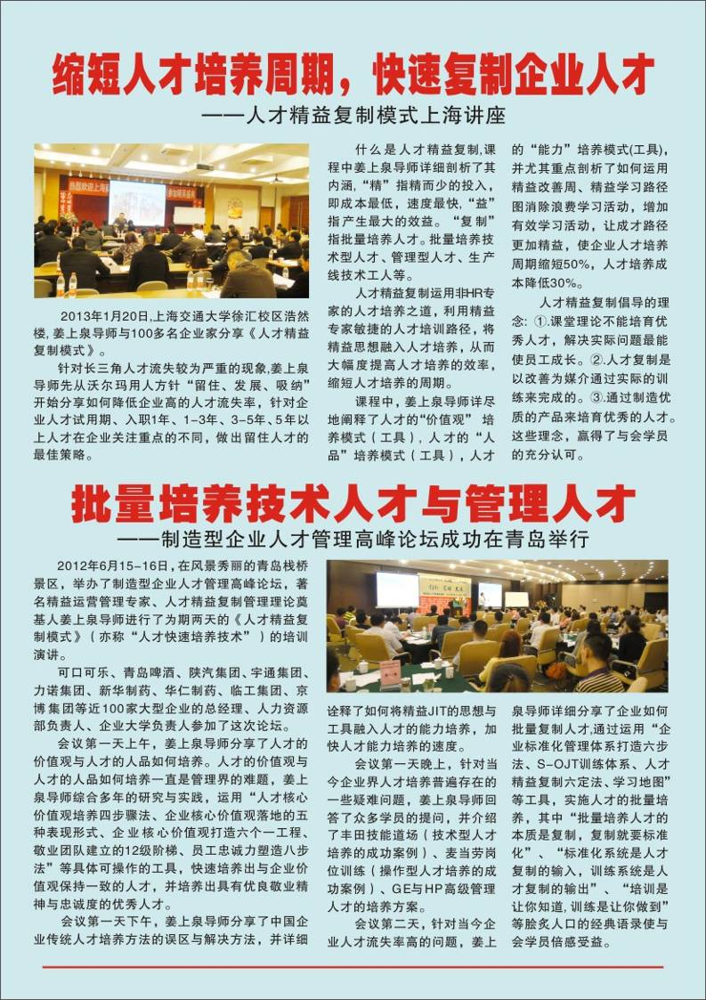 缩短人才培养周期，快速复制企业人才
——人才精益复制模式上海讲座
2013年1月20日,上海交通大学徐汇校区浩然
楼, 姜上泉导师与100多名企业家分享《人才精益
复制模式》。
针对长三角人才流失较为严重的现象,姜上泉
导师先从沃尔玛用人方针“留住、发展、吸纳”
开始分享如何降低企业高的人才流失率，针对企
业人才试用期、入职1年、1-3年、3-5年、5年以
上人才在企业关注重点的不同，做出留住人才的
最佳策略。
什么是人才精益复制,课
程中姜上泉导师详细剖析了其
内涵,“精”指精而少的投入，
即成本最低，速度最快,“益”
指产生最大的效益。“复制”
指批量培养人才。批量培养技
术型人才、管理型人才、生产
线技术工人等。
人才精益复制运用非HR专
家的人才培养之道，利用精益
专家敏捷的人才培训路径，将
精益思想融入人才培养，从而
大幅度提高人才培养的效率，
缩短人才培养的周期。
课程中，姜上泉导师详尽
地阐释了人才的“价值观” 培
养模式（工具），人才的“人
品”培养模式（工具），人才
的“能力”培养模式(工具)，
并尤其重点剖析了如何运用
精益改善周、精益学习路径
图消除浪费学习活动，增加
有效学习活动，让成才路径
更加精益，使企业人才培养
周期缩短50%，人才培养成
本降低30%。
人才精益复制倡导的理
念: ①.课堂理论不能培育优
秀人才，解决实际问题最能
使员工成长。②.人才复制是
以改善为媒介通过实际的训
练来完成的。③.通过制造优
质的产品来培育优秀的人才。
这些理念，赢得了与会学员
的充分认可。
批量培养技术人才与管理人才
——制造型企业人才管理高峰论坛成功在青岛举行
2012年6月15-16日，在风景秀丽的青岛栈桥
景区，举办了制造型企业人才管理高峰论坛，著
名精益运营管理专家、人才精益复制管理理论奠
基人姜上泉导师进行了为期两天的《人才精益复
制模式》（亦称“人才快速培养技术”）的培训
演讲。
可口可乐、青岛啤酒、陕汽集团、宇通集团、
力诺集团、新华制药、华仁制药、临工集团、京
博集团等近100家大型企业的总经理、人力资源
部负责人、企业大学负责人参加了这次论坛。
会议第一天上午，姜上泉导师分享了人才的
价值观与人才的人品如何培养。人才的价值观与
人才的人品如何培养一直是管理界的难题，姜上
泉导师综合多年的研究与实践，运用“人才核心
价值观培养四步骤法、企业核心价值观落地的五
种表现形式、企业核心价值观打造六个一工程、
敬业团队建立的12级阶梯、员工忠诚力塑造八步
法”等具体可操作的工具，快速培养出与企业价
值观保持一致的人才，并培养出具有优良敬业精
神与忠诚度的优秀人才。
会议第一天下午，姜上泉导师分享了中国企
业传统人才培养方法的误区与解决方法，并详细
诠释了如何将精益JIT的思想与
工具融入人才的能力培养，加
快人才能力培养的速度。
会议第一天晚上，针对当
今企业界人才培养普遍存在的
一些疑难问题，姜上泉导师回
答了众多学员的提问，并介绍
了丰田技能道场（技术型人才
培养的成功案例）、麦当劳岗
位训练（操作型人才培养的成
功案例）、GE与HP高级管理
人才的培养方案。
会议第二天，针对当今企
业人才流失率高的问题，姜上
泉导师详细分享了企业如何
批量复制人才,通过运用“企
业标准化管理体系打造六步
法、S-OJT训练体系、人才
精益复制六定法、学习地图”
等工具，实施人才的批量培
养，其中“批量培养人才的
本质是复制，复制就要标准
化”、“标准化系统是人才
复制的输入，训练系统是人
才复制的输出”、“培训是
让你知道, 训练是让你做到”
等脍炙人口的经典语录使与
会学员倍感受益。